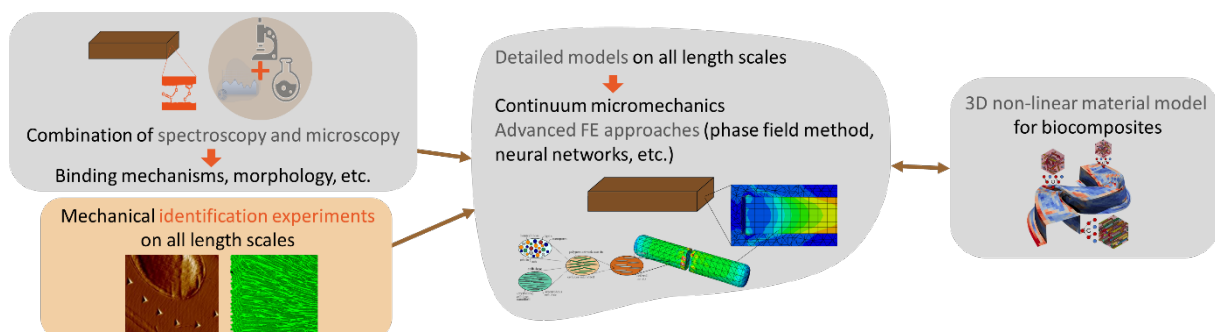 Combination of spectroscopy and microscopy
Binding mechanisms, morphology, etc.
Mechanical identification experiments
on all length scales
Detailed models on all length scales
Continuum micromechanics
Advanced FE approaches (phase field method,
neural networks, etc.)
3D non-linear material model
for biocomposites